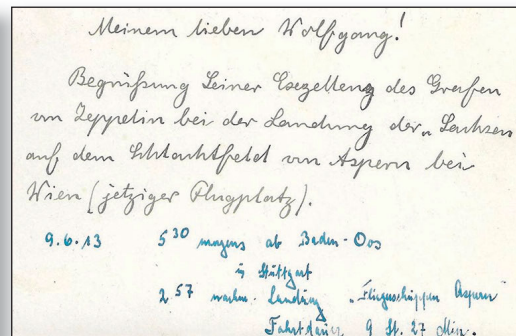 Meinem lieben Wolfgang!
Begrüßung Seiner Exzellenz des Grafen
von Zeppelin bei der Landung der „Sachsen
auf dem Schlachtfeld von Aspern bei
Wien (jetziger Flugplatz).
9.6.13 5 30 morgens ab Baden-Oos
Stuttgart
2 57 nachm. Landung Aspern
Fahrtdauer 9 St. 27 Min.